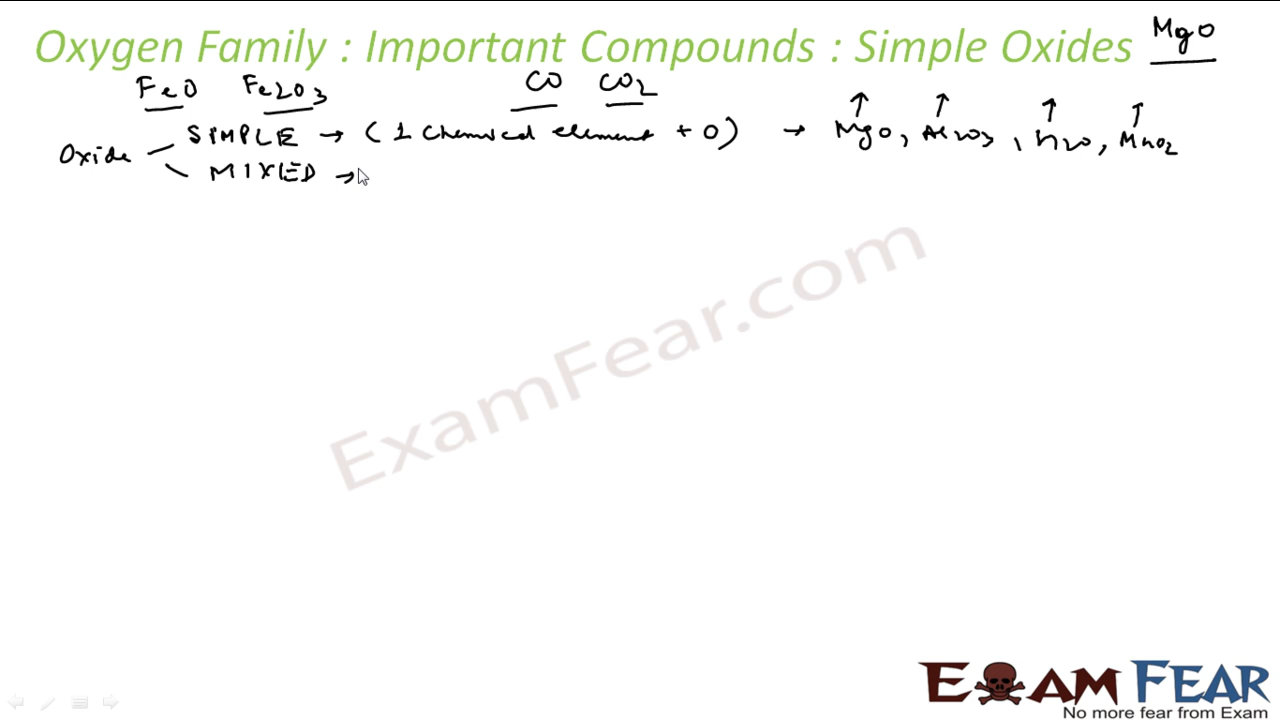 Oxygen Family : Important Compounds : Simple Oxides MgO
FeO Fe2O3 CO CO2
Oxide SIMPLE → (1 Chemical element + O) → MgO, Al2O3, H2O, MnO2
MIXED →
ExamFear.com
EXAM FEAR
No more fear from Exam